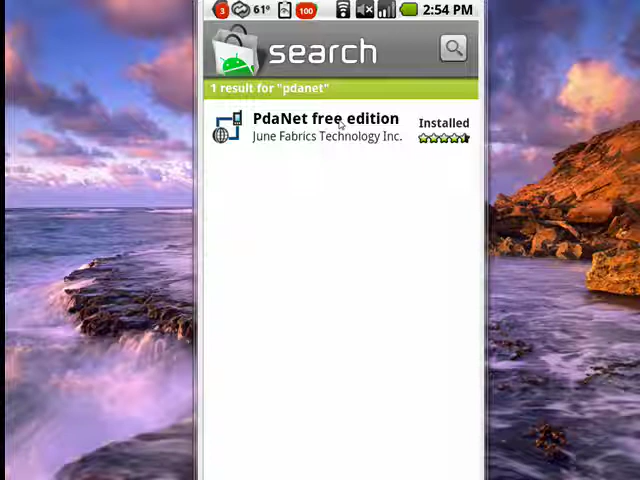 3 61° 100 2:54 PM
search
1 result for "pdanet"
PdaNet free edition
Installed
June Fabrics Technology Inc.